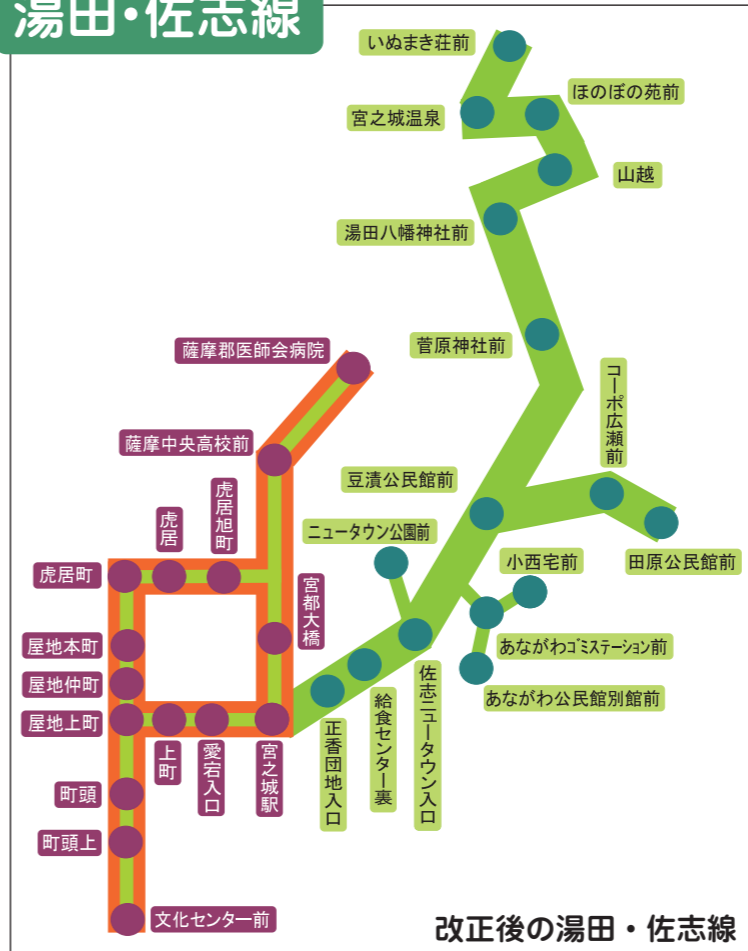 湯田・佐志線
いぬまき荘前
ほのぼの苑前
宮之城温泉
山越
湯田八幡神社前
菅原神社前
薩摩郡医師会病院
コーポ広瀬前
薩摩中央高校前
豆漬公民館前
虎居旭町
虎居
ニュータウン公園前
小西宅前
田原公民館前
虎居町
宮都大橋
屋地本町
あながわゴミステーション前
屋地仲町
あながわ公民館別館前
屋地上町
佐志ニュータウン入口
給食センター裏
正香団地入口
上町
愛宕入口
宮之城駅
町頭
町頭上
文化センター前
改正後の湯田・佐志線